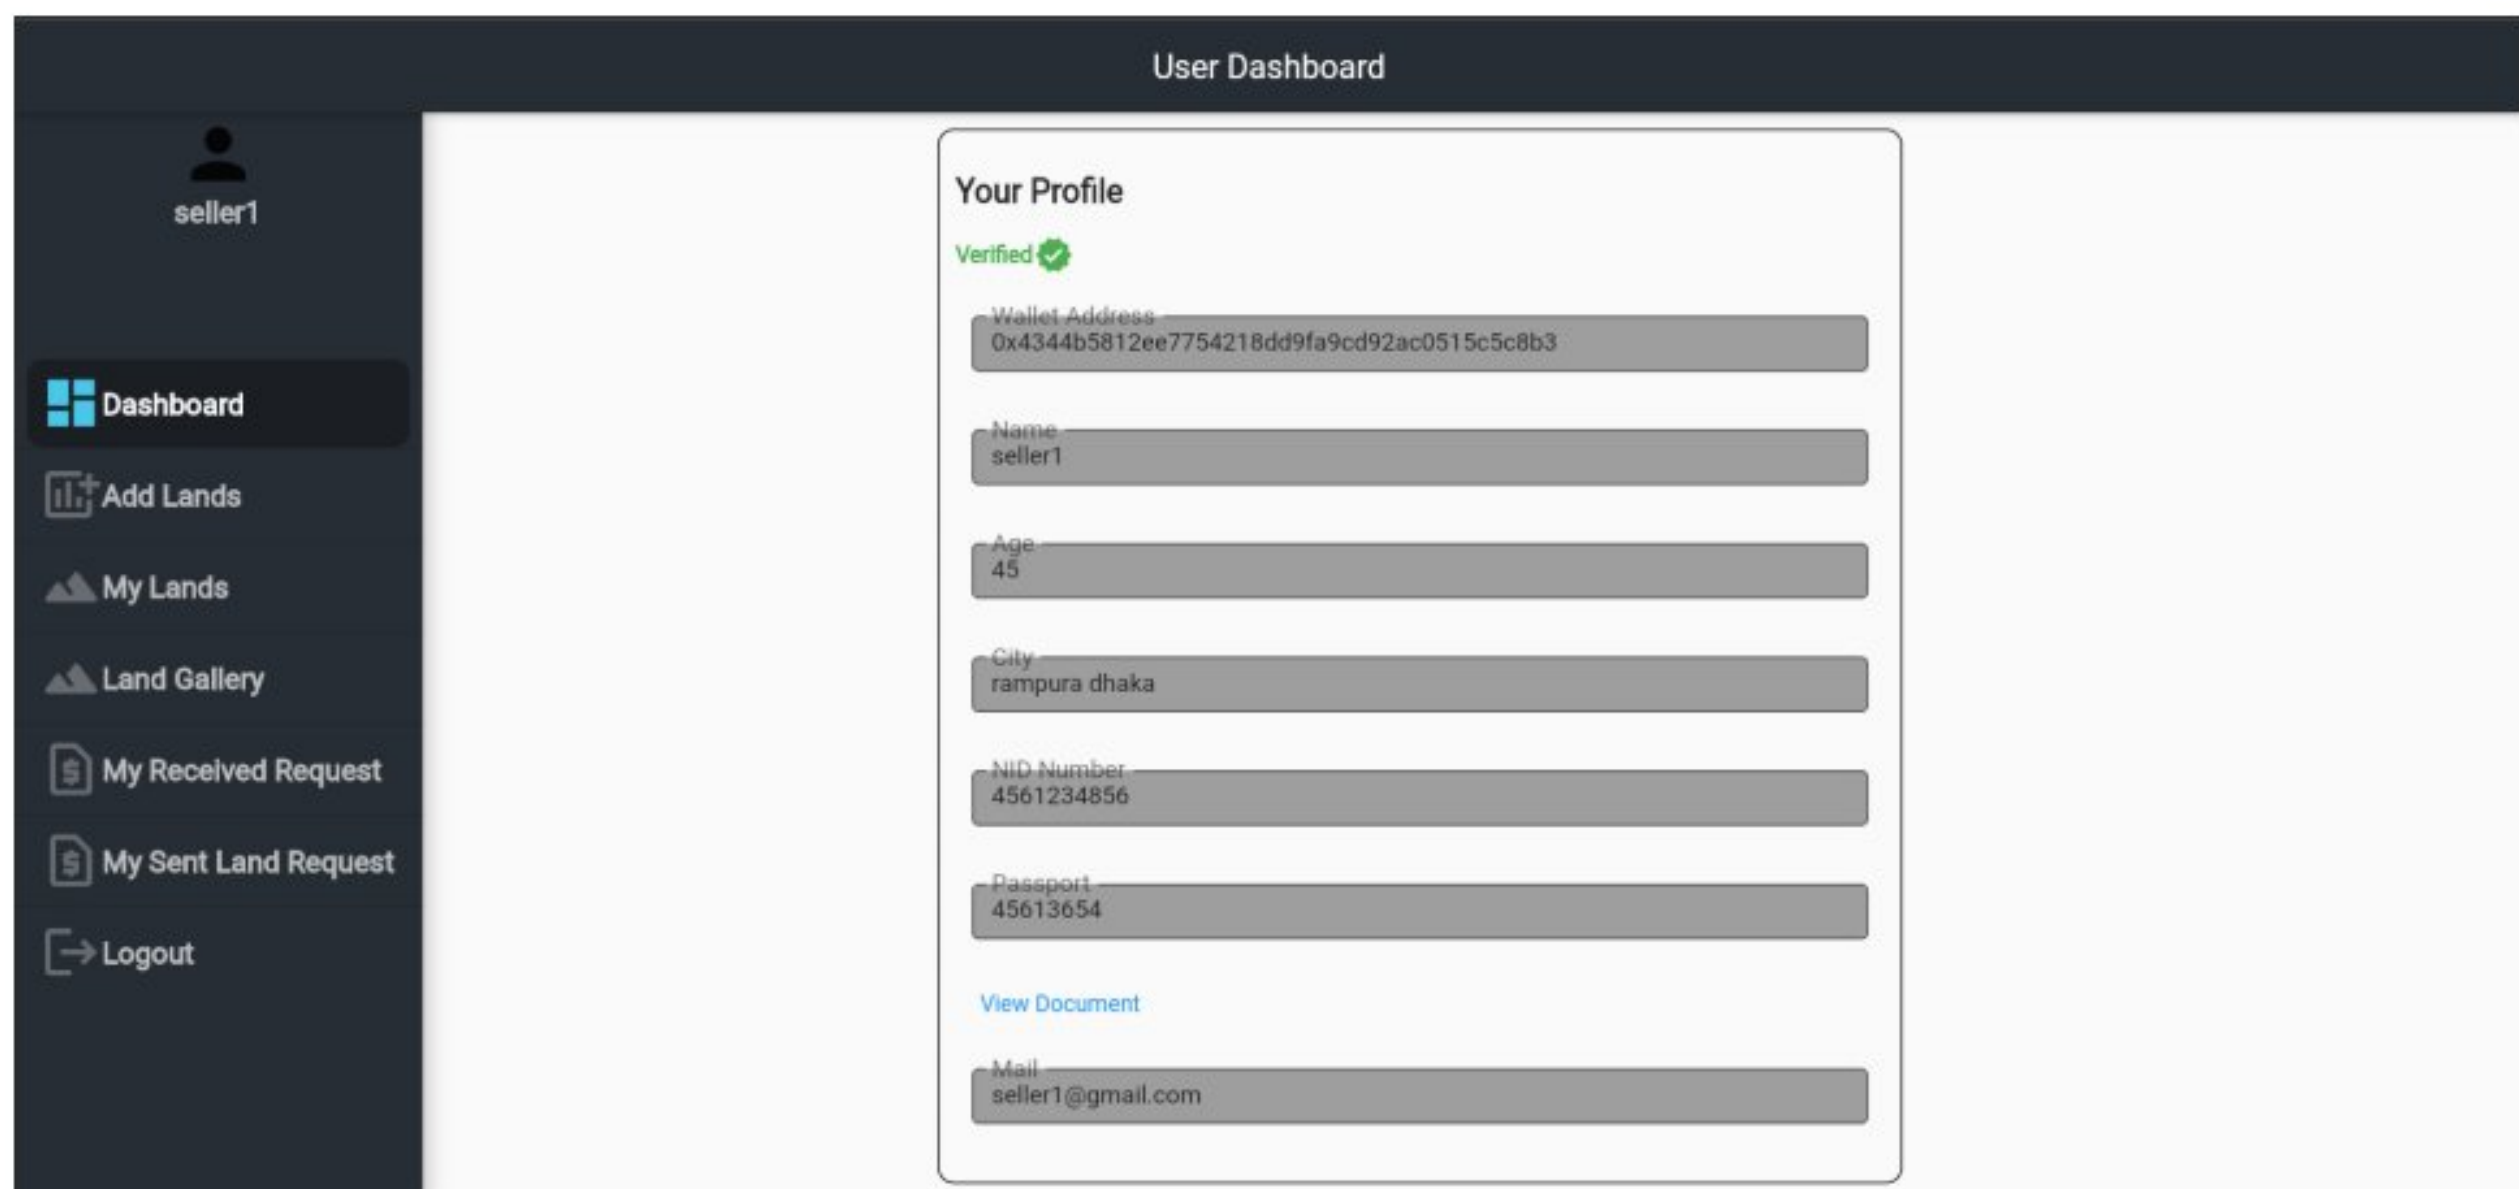 User Dashboard
seller1
Dashboard
Add Lands
My Lands
Land Gallery
My Received Request
My Sent Land Request
Logout
Your Profile
Verified
Wallet Address
0x4344b5812ee7754218dd9fa9cd92ac0515c5c8b3
Name
seller1
Age
45
City
rampura dhaka
NID Number
4561234856
Passport
45613654
View Document
Mail
seller1@gmail.com